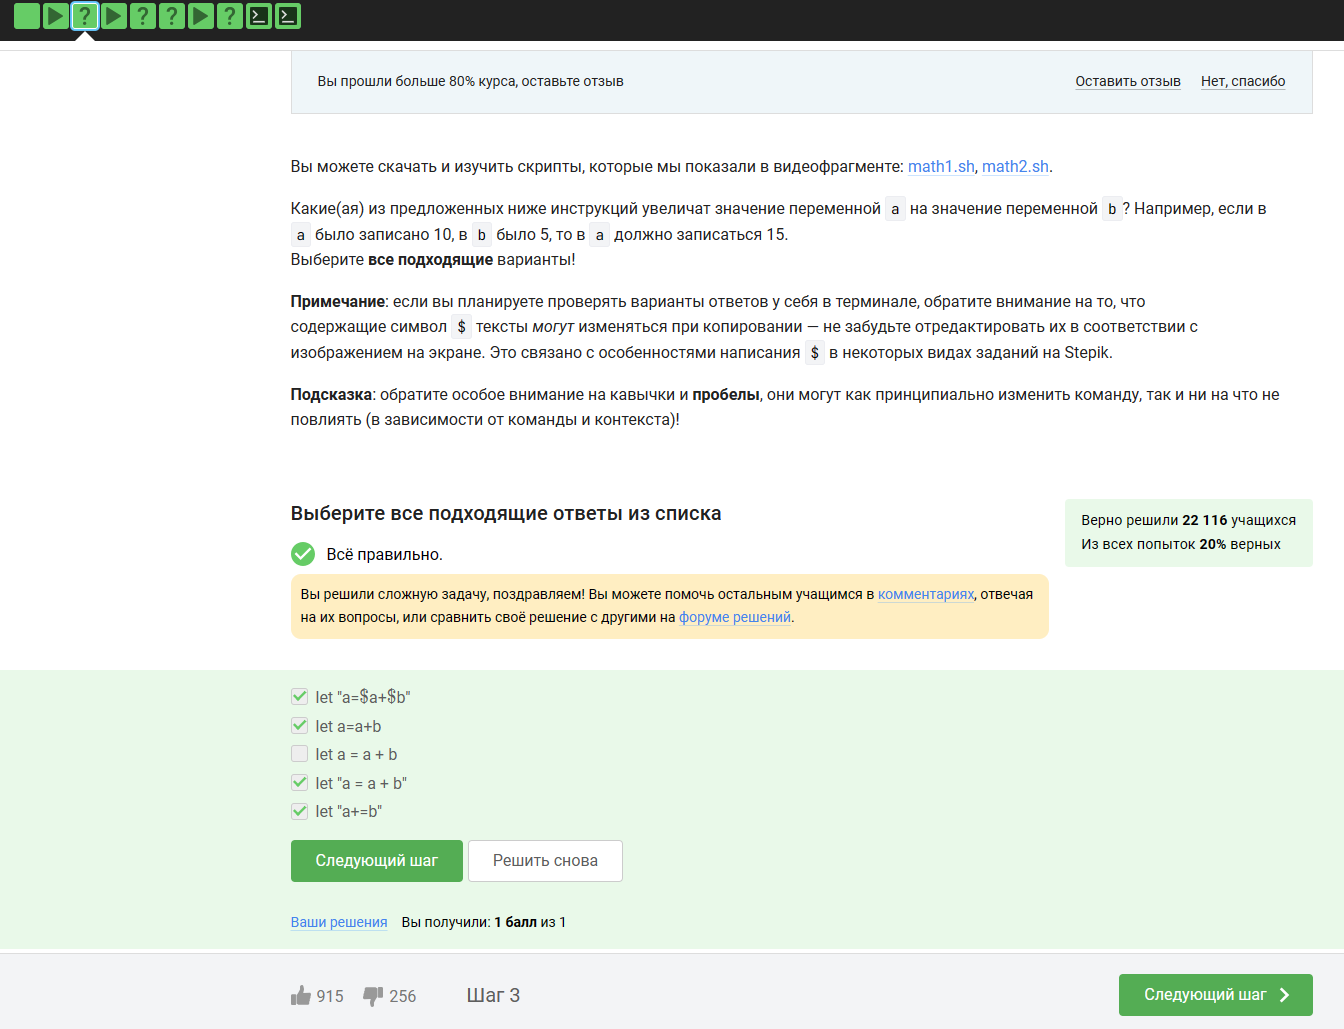 Вы прошли больше 80% курса, оставьте отзыв
Оставить отзыв
Нет, спасибо
Вы можете скачать и изучить скрипты, которые мы показали в видеофрагменте: math1.sh, math2.sh.
Какие(ая) из предложенных ниже инструкций увеличат значение переменной a на значение переменной b? Например, если в
a было записано 10, в b было 5, то в a должно записаться 15.
Выберите все подходящие варианты!
Примечание: если вы планируете проверять варианты ответов у себя в терминале, обратите внимание на то, что
содержащие символ $ тексты могут изменяться при копировании — не забудьте отредактировать их в соответствии с
изображением на экране. Это связано с особенностями написания $ в некоторых видах заданий на Stepik.
Подсказка: обратите особое внимание на кавычки и пробелы, они могут как принципиально изменить команду, так и ни на что не
повлиять (в зависимости от команды и контекста)!
Выберите все подходящие ответы из списка
Верно решили 22 116 учащихся
Из всех попыток 20% верных
Всё правильно.
Вы решили сложную задачу, поздравляем! Вы можете помочь остальным учащимся в комментариях, отвечая
на их вопросы, или сравнить своё решение с другими на форуме решений.
let "a=$a+$b"
let a=a+b
let a = a + b
let "a = a + b"
let "a+=b"
Следующий шаг
Решить снова
Ваши решения Вы получили: 1 балл из 1
915
256
Шаг 3
Следующий шаг